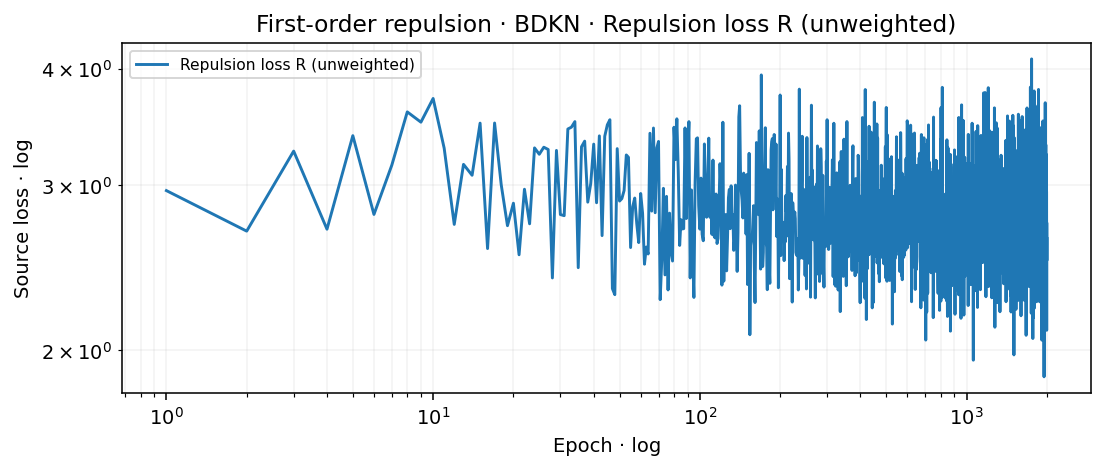 First-order repulsion · BDKN · Repulsion loss R (unweighted)
Repulsion loss R (unweighted)
Source loss · log
4 × 10⁰
3 × 10⁰
2 × 10⁰
10⁰ 10¹ 10² 10³
Epoch · log